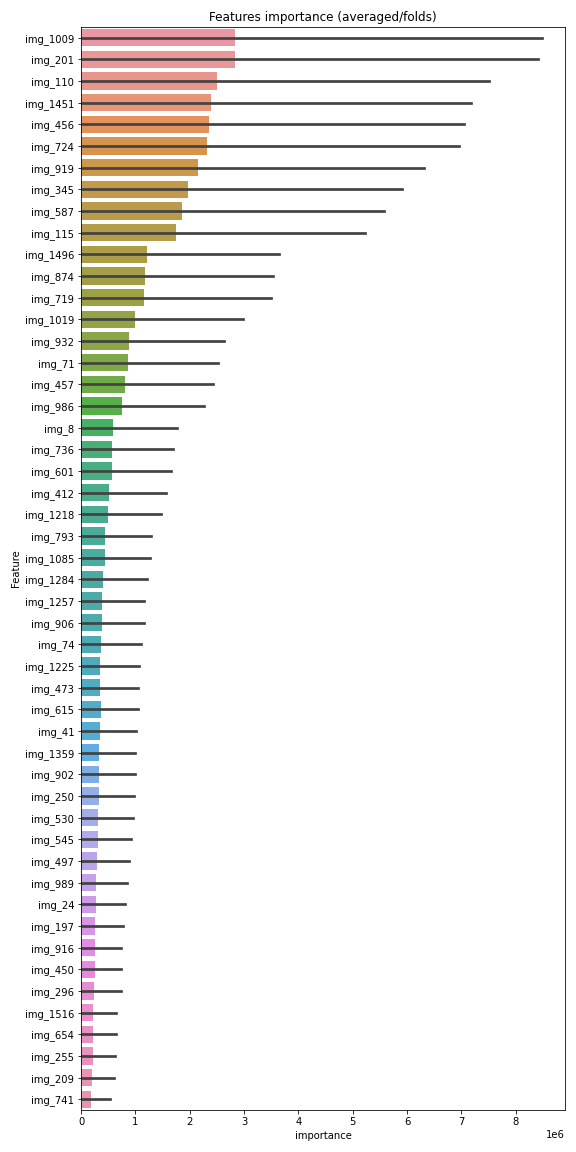 Features importance (averaged/folds)
img_1009
img_201
img_110
img_1451
img_456
img_724
img_919
img_345
img_587
img_115
img_1496
img_874
img_719
img_1019
img_932
img_71
img_457
img_986
img_8
img_736
img_601
img_412
img_1218
img_793
img_1085
img_1284
img_1257
img_906
img_74
img_1225
img_473
img_615
img_41
img_1359
img_902
img_250
img_530
img_545
img_497
img_989
img_24
img_197
img_916
img_450
img_296
img_1516
img_654
img_255
img_209
img_741
Feature
0 1 2 3 4 5 6 7 8
importance
1e6